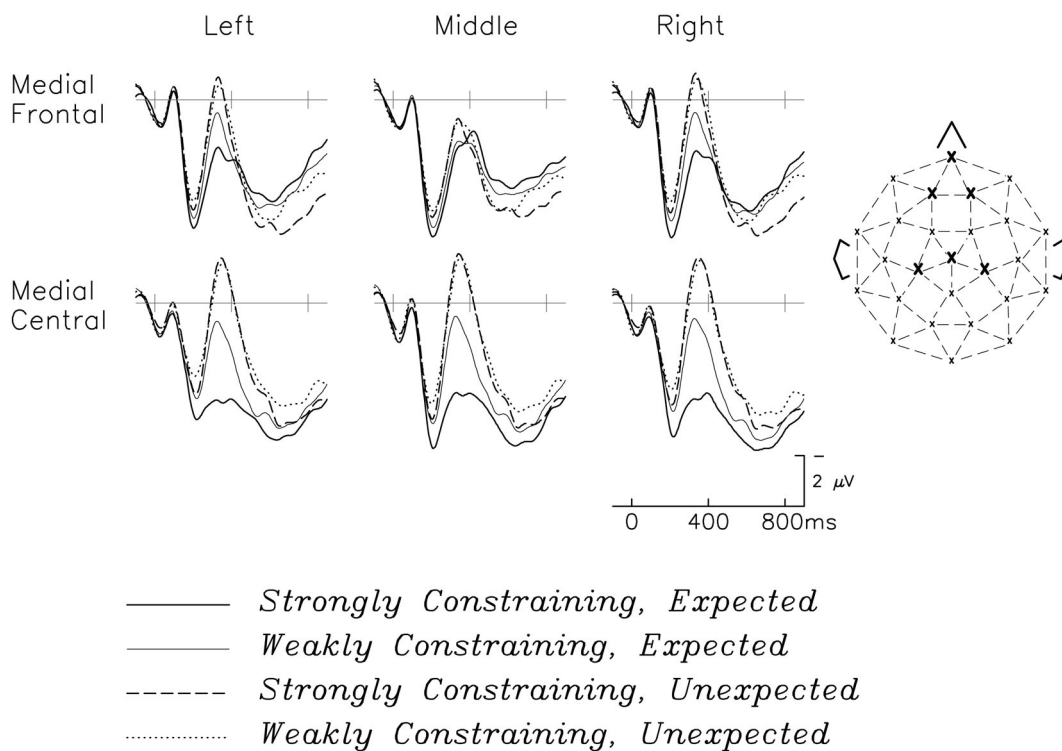 Left Middle Right
Medial
Frontal
Medial
Central
2 μV
0 400 800ms
Strongly Constraining, Expected
Weakly Constraining, Expected
Strongly Constraining, Unexpected
Weakly Constraining, Unexpected